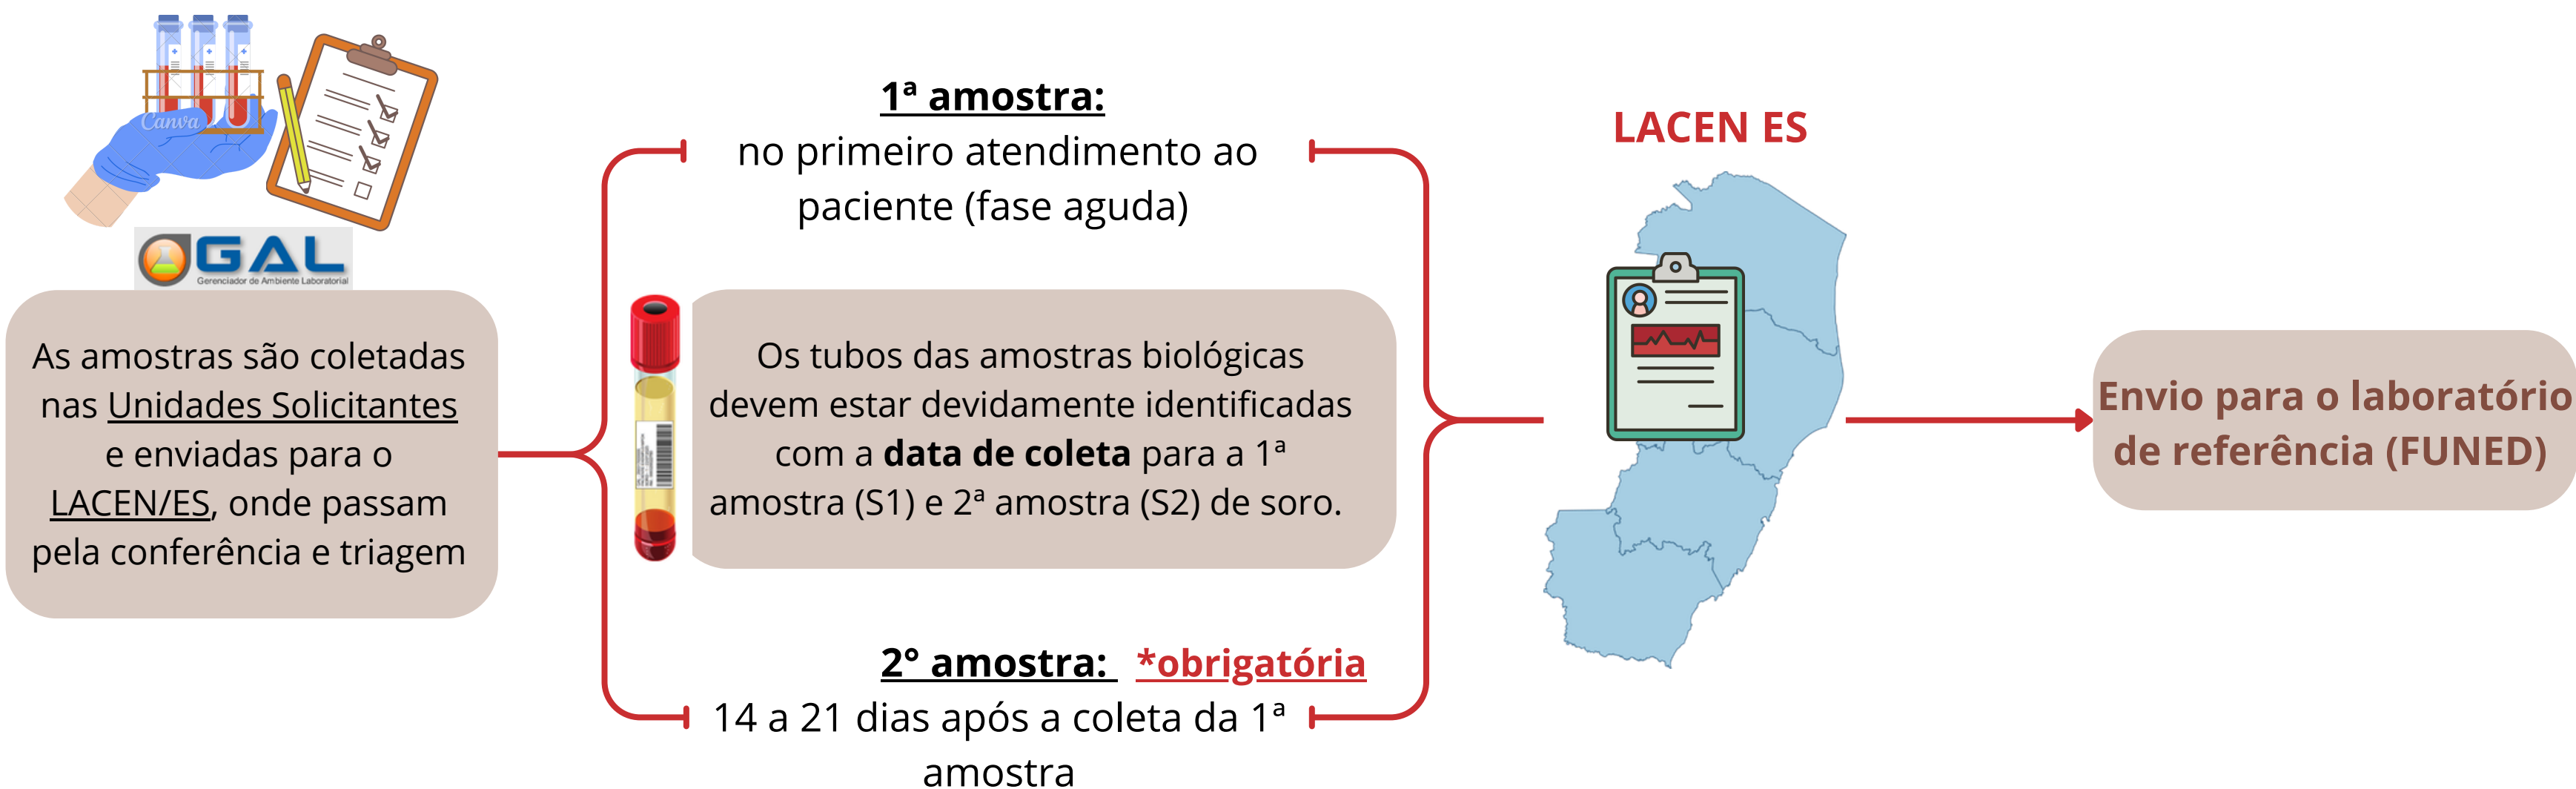 Canva
GAL
Gerenciador de Ambiente Laboratorial
As amostras são coletadas
nas Unidades Solicitantes
e enviadas para o
LACEN/ES, onde passam
pela conferência e triagem
1ª amostra:
no primeiro atendimento ao
paciente (fase aguda)
Os tubos das amostras biológicas
devem estar devidamente identificadas
com a data de coleta para a 1ª
amostra (S1) e 2ª amostra (S2) de soro.
2° amostra: *obrigatória
14 a 21 dias após a coleta da 1ª
amostra
LACEN ES
Envio para o laboratório
de referência (FUNED)